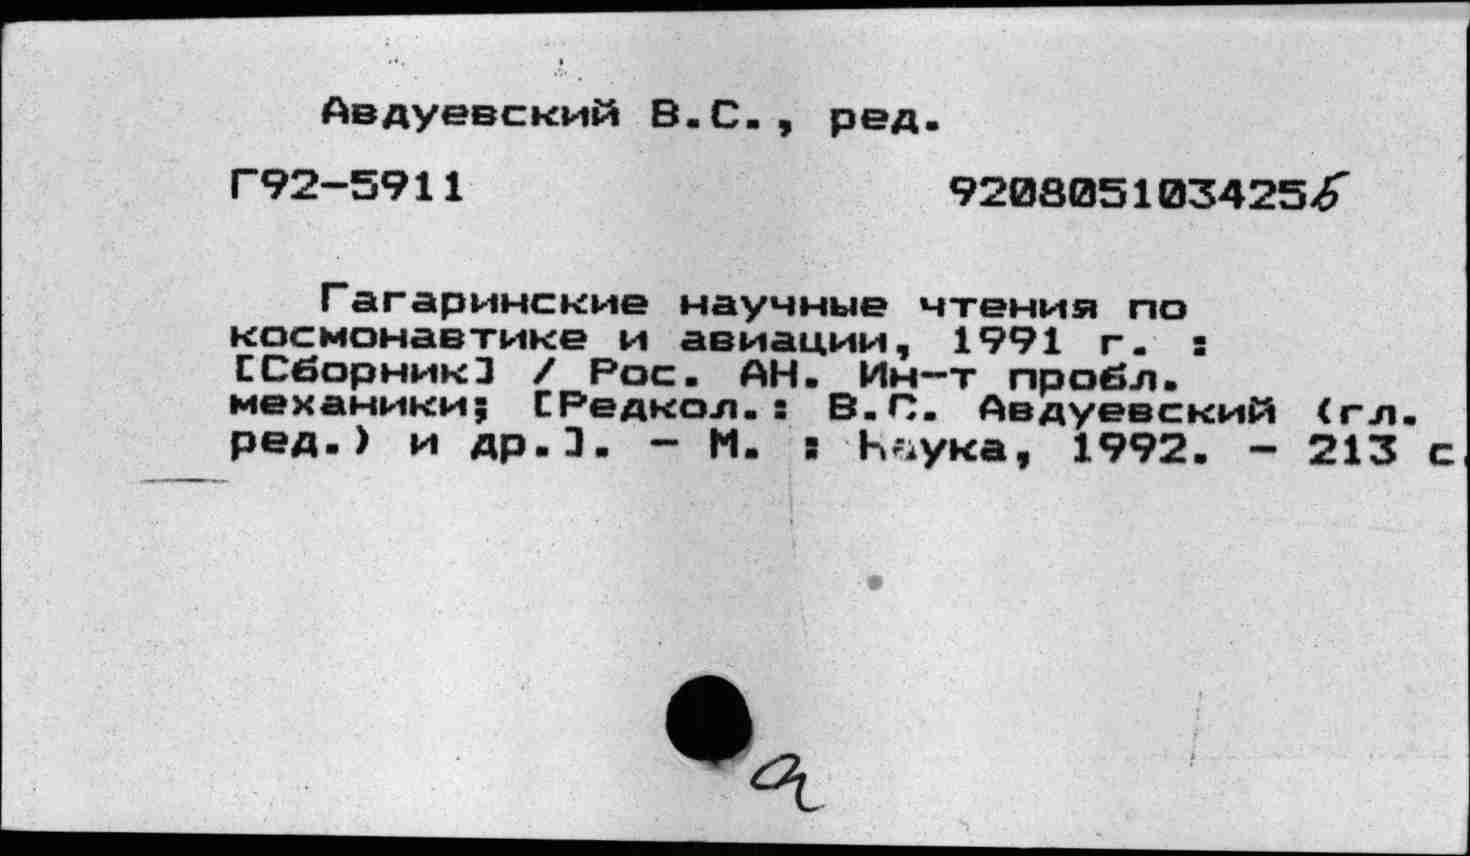 Авдуевский В.С., ред.
Г92-5911
920805103425
Гагаринские научные чтения по
космонавтике и авиации, 1991 г. :
[Сборник] / Рос. АН. Ин-т пробл.
механики; [Редкол.: В.С. Авдуевский (гл.
ред.) и др.]. - М. : Наука, 1992. - 213 с.